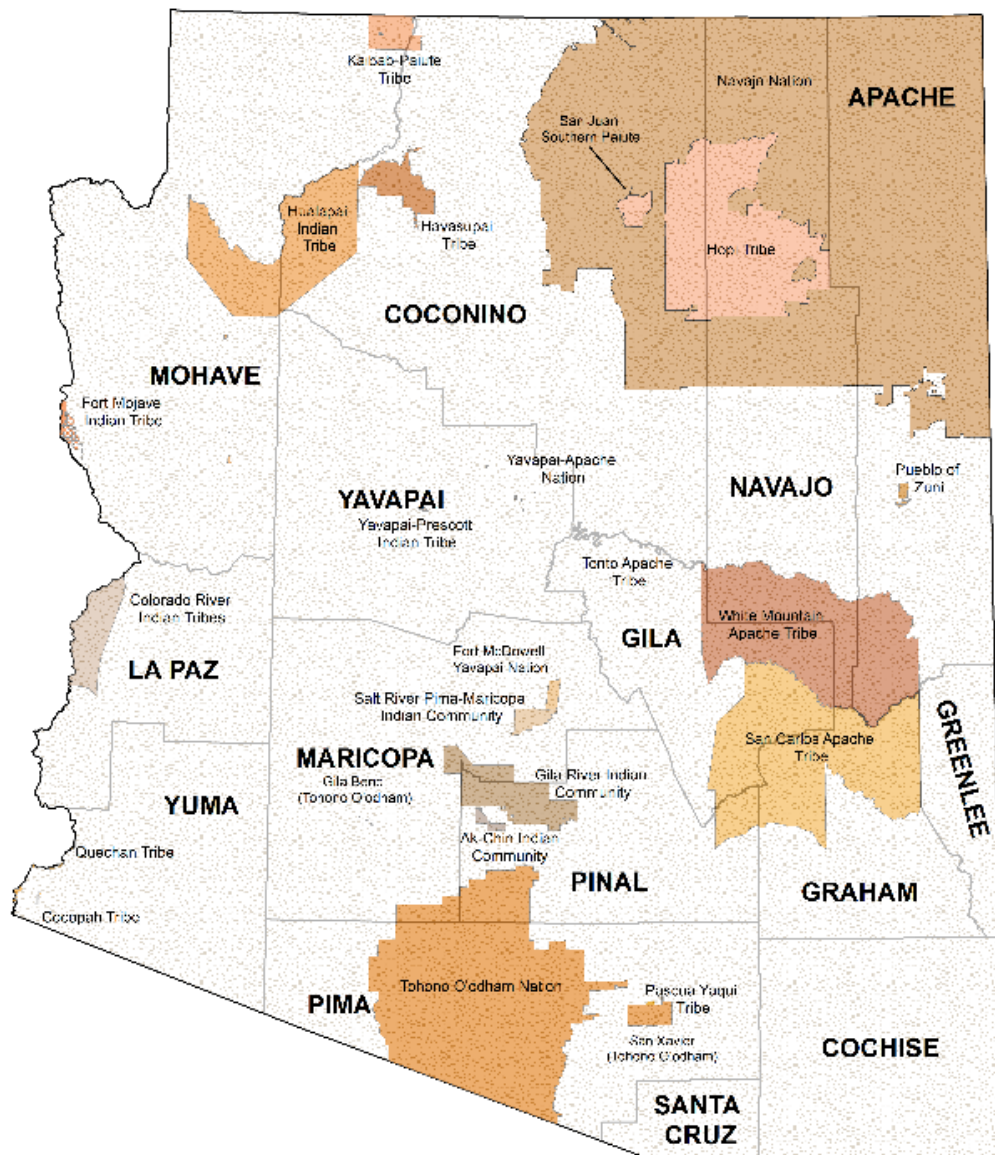 Kaibab-Paiute
Tribe
Navajo Nation
APACHE
San Juan
Southern Paiute
Hualapai
Indian
Tribe
Havasupai
Tribe
Hopi Tribe
COCONINO
MOHAVE
Fort Mojave
Indian Tribe
Yavapai-Apache
Nation
NAVAJO
Pueblo of
Zuni
YAVAPAI
Yavapai-Prescott
Indian Tribe
Tonto Apache
Tribe
Colorado River
Indian Tribes
White Mountain
Apache Tribe
GILA
LA PAZ
Fort McDowell
Yavapai Nation
Salt River Pima-Maricopa
Indian Community
GREENLEE
San Carlos Apache
Tribe
MARICOPA
Gila Bend
(Tohono O'odham)
Gila River Indian
Community
YUMA
Ak-Chin Indian
Community
Quechan Tribe
PINAL
GRAHAM
Cocopah Tribe
Tohono O'odham Nation
Pascua Yaqui
Tribe
PIMA
San Xavier
(Tohono O'odham)
COCHISE
SANTA
CRUZ